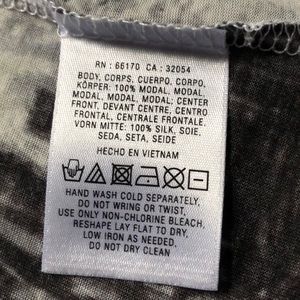 RN : 66170 CA : 32054
BODY, CORPS, CUERPO, CORPO,
KÖRPER: 100% MODAL, MODAL,
MODAL, MODAL, MODAL; CENTER
FRONT, DEVANT CENTRE, CENTRO
FRONTAL, CENTRALE FRONTALE,
VORN MITTE: 100% SILK, SOIE,
SEDA, SETA, SEIDE
HECHO EN VIETNAM
HAND WASH COLD SEPARATELY,
DO NOT WRING OR TWIST,
USE ONLY NON-CHLORINE BLEACH,
RESHAPE LAY FLAT TO DRY,
LOW IRON AS NEEDED,
DO NOT DRY CLEAN